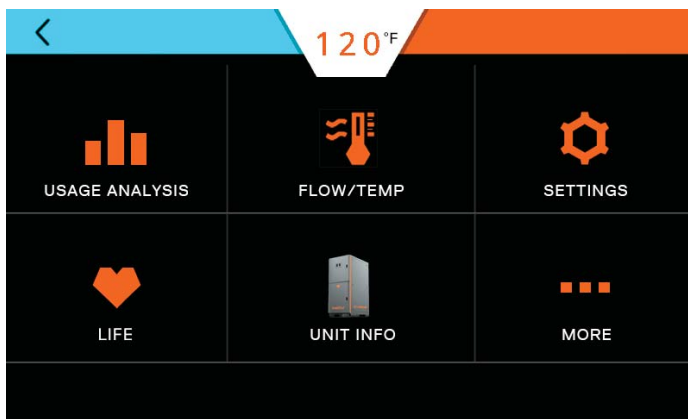 120°F
USAGE ANALYSIS
FLOW/TEMP
SETTINGS
LIFE
UNIT INFO
MORE